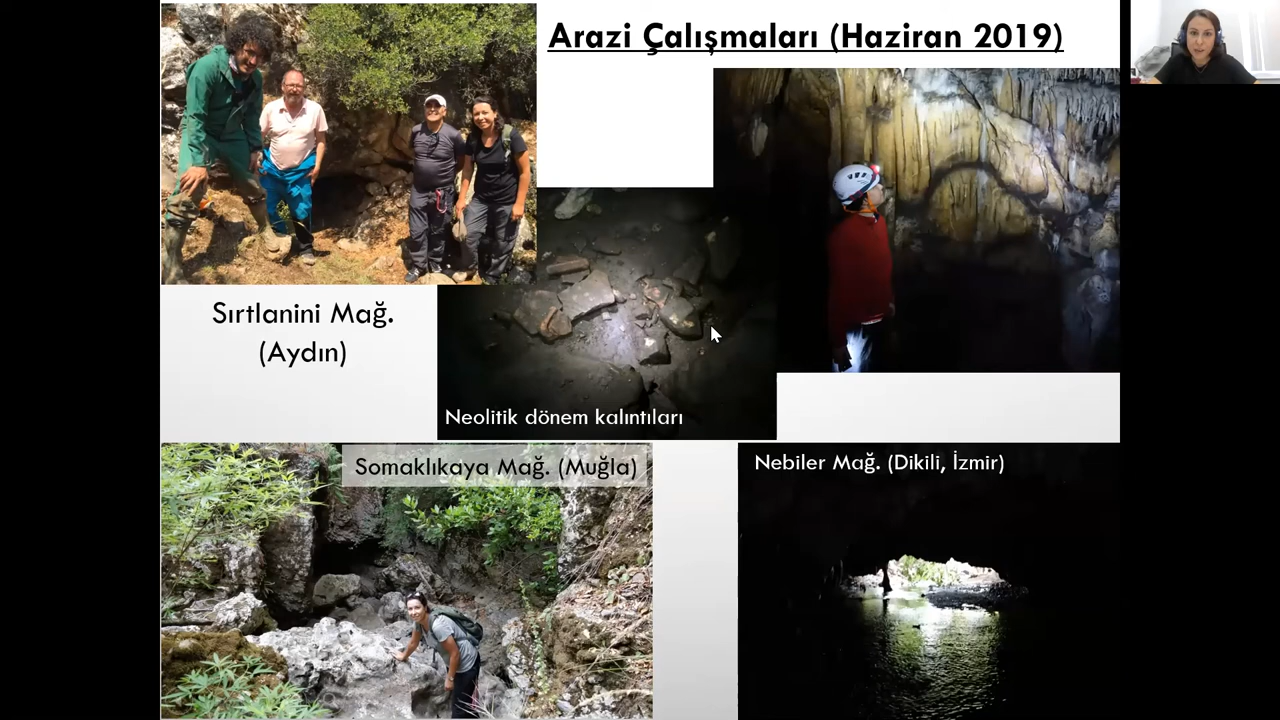 Arazi Çalışmaları (Haziran 2019)
Sırtlanini Mağ.
(Aydın)
Neolitik dönem kalıntıları
Somaklıkaya Mağ. (Muğla)
Nebiler Mağ. (Dikili, İzmir)